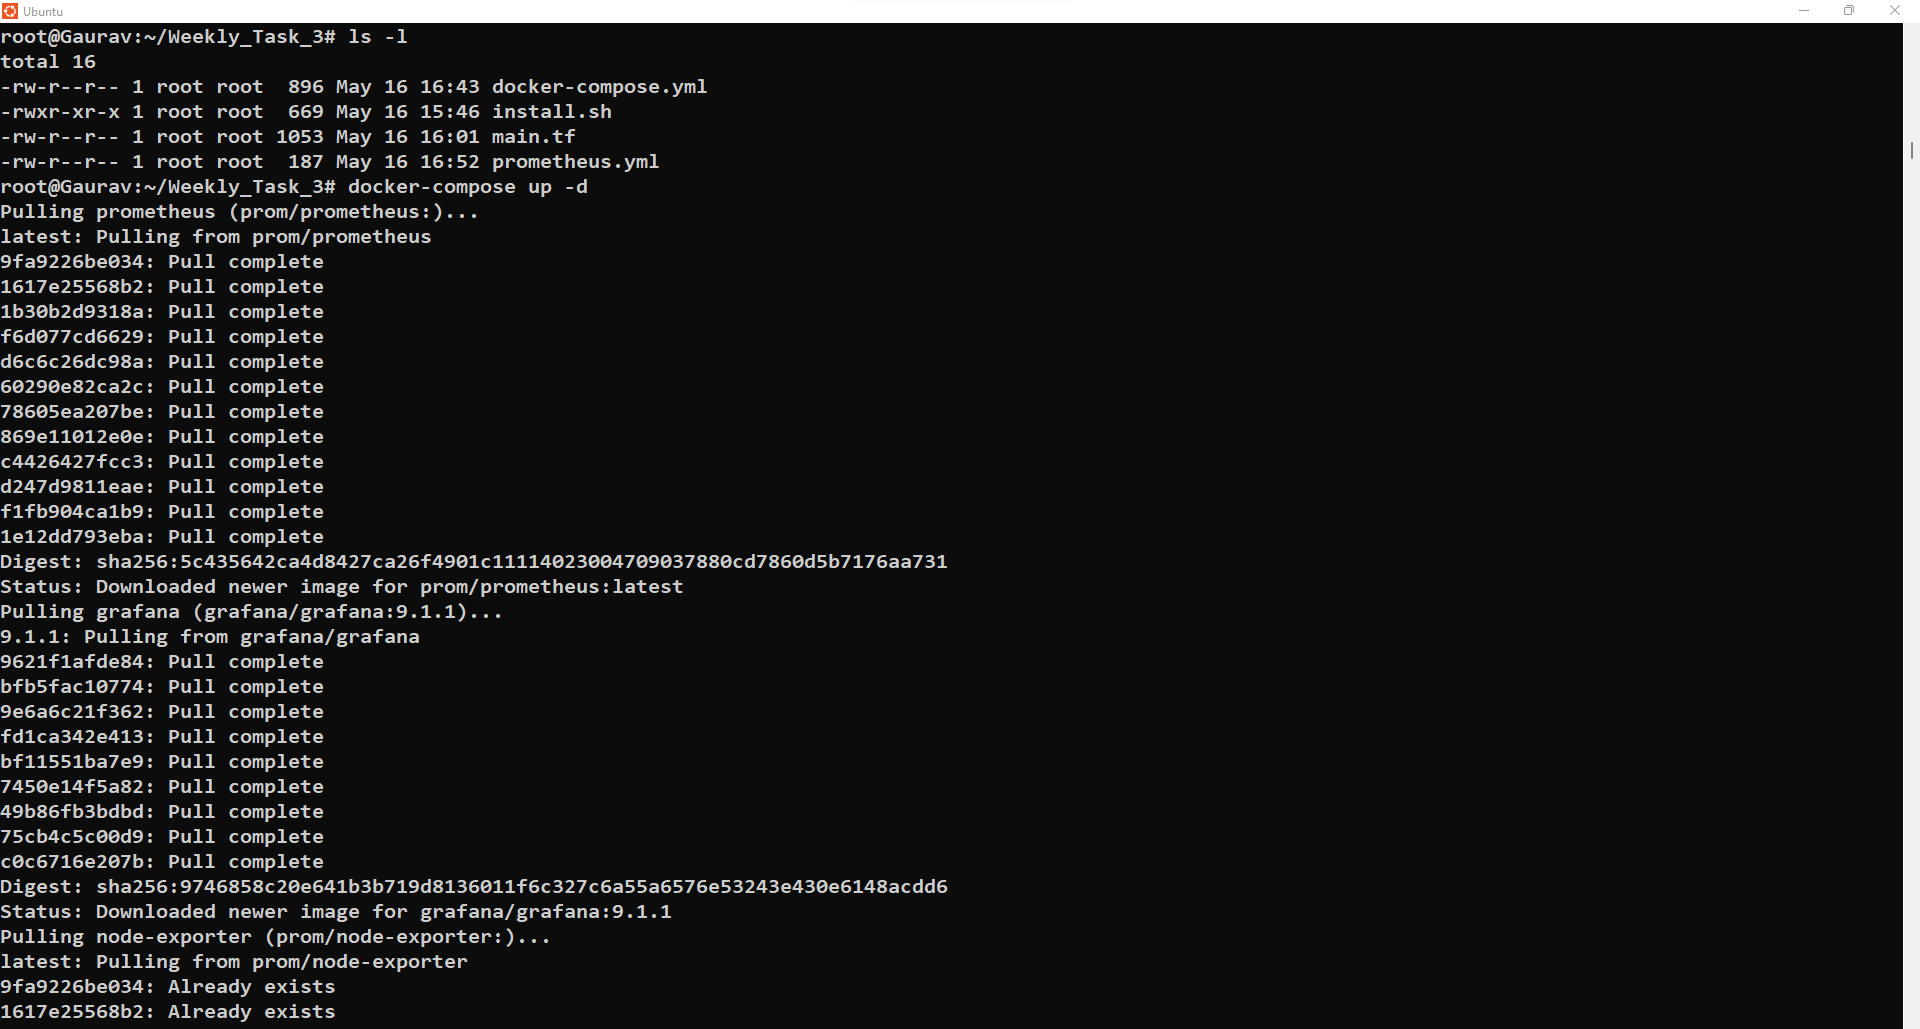 Ubuntu
root@Gaurav:~/Weekly_Task_3# ls -l
total 16
-rw-r--r-- 1 root root  896 May 16 16:43 docker-compose.yml
-rwxr-xr-x 1 root root  669 May 16 15:46 install.sh
-rw-r--r-- 1 root root 1053 May 16 16:01 main.tf
-rw-r--r-- 1 root root  187 May 16 16:52 prometheus.yml
root@Gaurav:~/Weekly_Task_3# docker-compose up -d
Pulling prometheus (prom/prometheus:)...
latest: Pulling from prom/prometheus
9fa9226be034: Pull complete
1617e25568b2: Pull complete
1b30b2d9318a: Pull complete
f6d077cd6629: Pull complete
d6c6c26dc98a: Pull complete
60290e82ca2c: Pull complete
78605ea207be: Pull complete
869e11012e0e: Pull complete
c4426427fcc3: Pull complete
d247d9811eae: Pull complete
f1fb904ca1b9: Pull complete
1e12dd793eba: Pull complete
Digest: sha256:5c435642ca4d8427ca26f4901c11114023004709037880cd7860d5b7176aa731
Status: Downloaded newer image for prom/prometheus:latest
Pulling grafana (grafana/grafana:9.1.1)...
9.1.1: Pulling from grafana/grafana
9621f1afde84: Pull complete
bfb5fac10774: Pull complete
9e6a6c21f362: Pull complete
fd1ca342e413: Pull complete
bf11551ba7e9: Pull complete
7450e14f5a82: Pull complete
49b86fb3bdbd: Pull complete
75cb4c5c00d9: Pull complete
c0c6716e207b: Pull complete
Digest: sha256:9746858c20e641b3b719d8136011f6c327c6a55a6576e53243e430e6148acdd6
Status: Downloaded newer image for grafana/grafana:9.1.1
Pulling node-exporter (prom/node-exporter:)...
latest: Pulling from prom/node-exporter
9fa9226be034: Already exists
1617e25568b2: Already exists